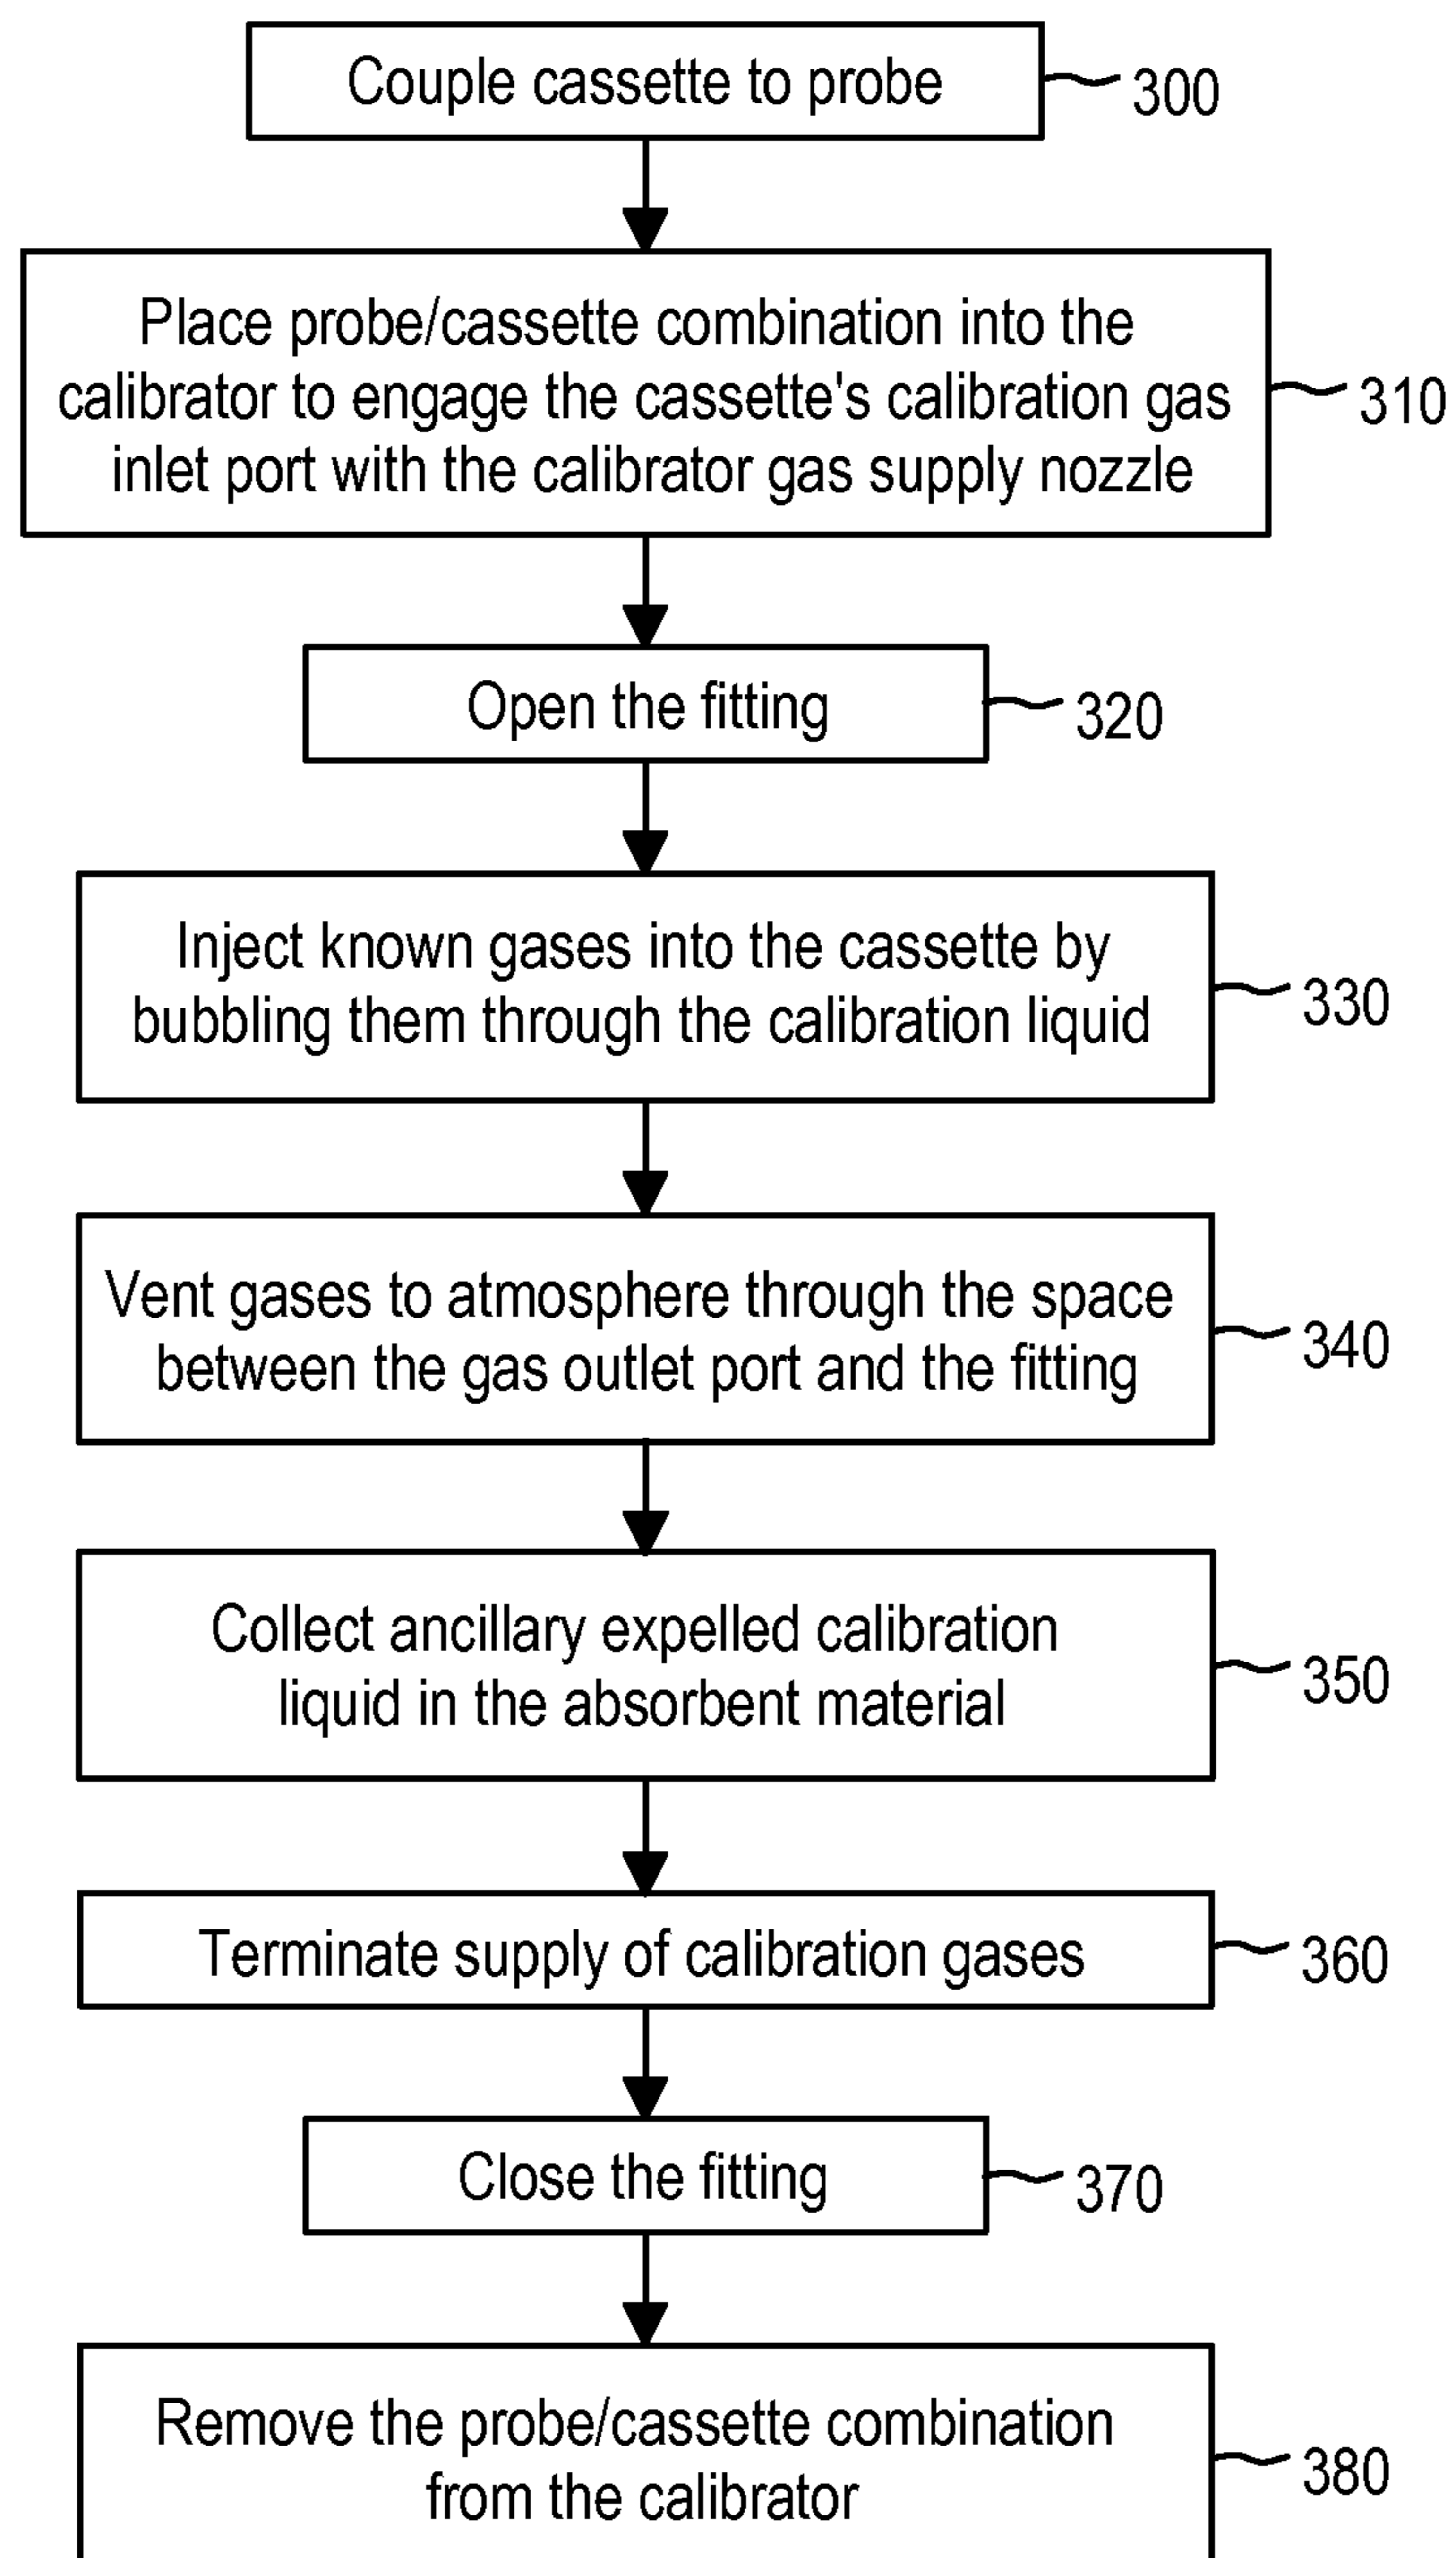 Couple cassette to probe
300
Place probe/cassette combination into the
calibrator to engage the cassette's calibration gas
inlet port with the calibrator gas supply nozzle
310
Open the fitting
320
Inject known gases into the cassette by
bubbling them through the calibration liquid
330
Vent gases to atmosphere through the space
between the gas outlet port and the fitting
340
Collect ancillary expelled calibration
liquid in the absorbent material
350
Terminate supply of calibration gases
360
Close the fitting
370
Remove the probe/cassette combination
from the calibrator
380